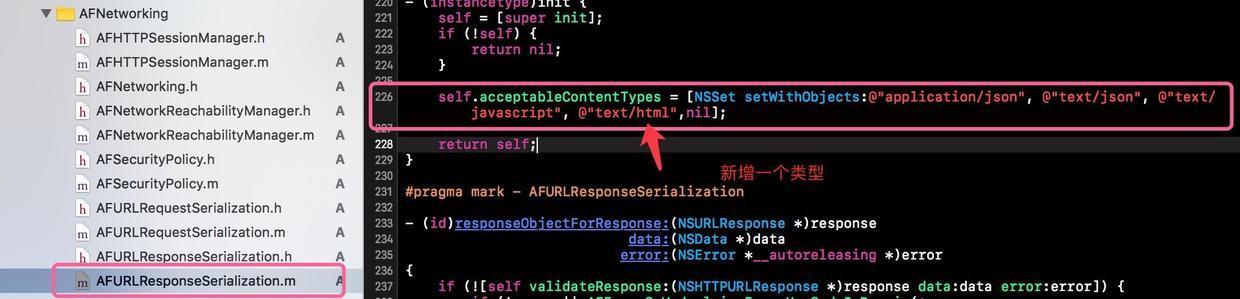 AFNetworking
h AFHTTPSessionManager.h A
m AFHTTPSessionManager.m A
h AFNetworking.h A
h AFNetworkReachabilityManager.h A
m AFNetworkReachabilityManager.m A
h AFSecurityPolicy.h A
m AFSecurityPolicy.m A
h AFURLRequestSerialization.h A
m AFURLRequestSerialization.m A
h AFURLResponseSerialization.h A
m AFURLResponseSerialization.m A
220 - (instancetype)init {
221 self = [super init];
222 if (!self) {
223 return nil;
224 }
225
226 self.acceptableContentTypes = [NSSet setWithObjects:@"application/json", @"text/json", @"text/
javascript", @"text/html",nil];
227
228 return self;
229 }
新增一个类型
230
231 #pragma mark - AFURLResponseSerialization
232
233 - (id)responseObjectForResponse:(NSURLResponse *)response
234 data:(NSData *)data
235 error:(NSError *__autoreleasing *)error
236 {
237 if (![self validateResponse:(NSHTTPURLResponse *)response data:data error:error]) {